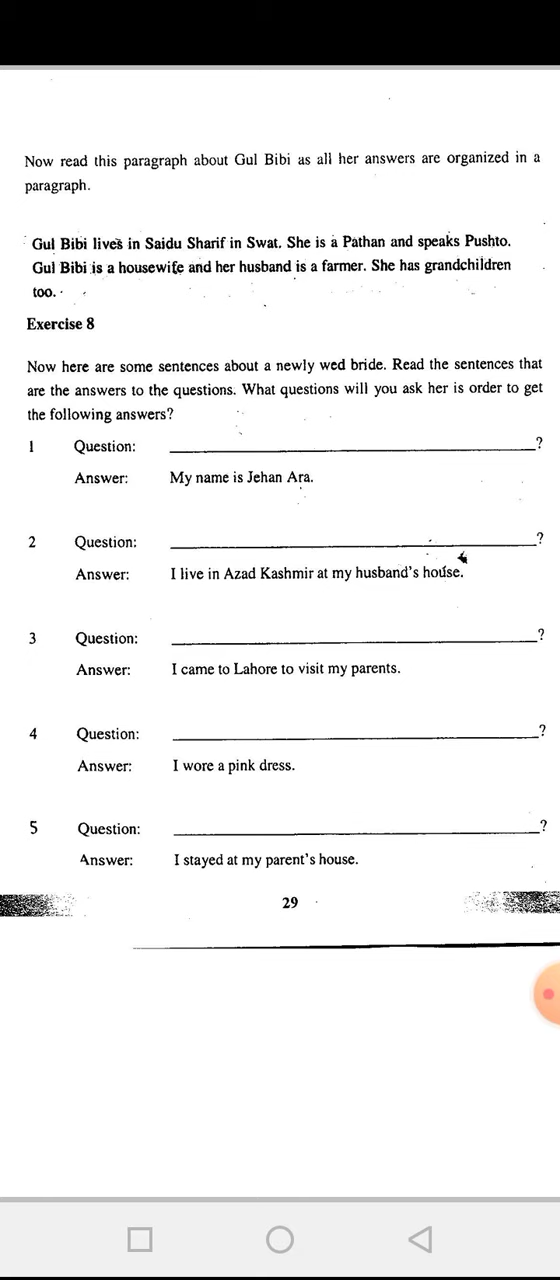 Now read this paragraph about Gul Bibi as all her answers are organized in a
paragraph.
Gul Bibi lives in Saidu Sharif in Swat. She is a Pathan and speaks Pushto.
Gul Bibi is a housewife and her husband is a farmer. She has grandchildren
too.
Exercise 8
Now here are some sentences about a newly wed bride. Read the sentences that
are the answers to the questions. What questions will you ask her is order to get
the following answers?
1 Question: ____________________?
Answer: My name is Jehan Ara.
2 Question: ____________________?
Answer: I live in Azad Kashmir at my husband's house.
3 Question: ____________________?
Answer: I came to Lahore to visit my parents.
4 Question: ____________________?
Answer: I wore a pink dress.
5 Question: ____________________?
Answer: I stayed at my parent's house.
29